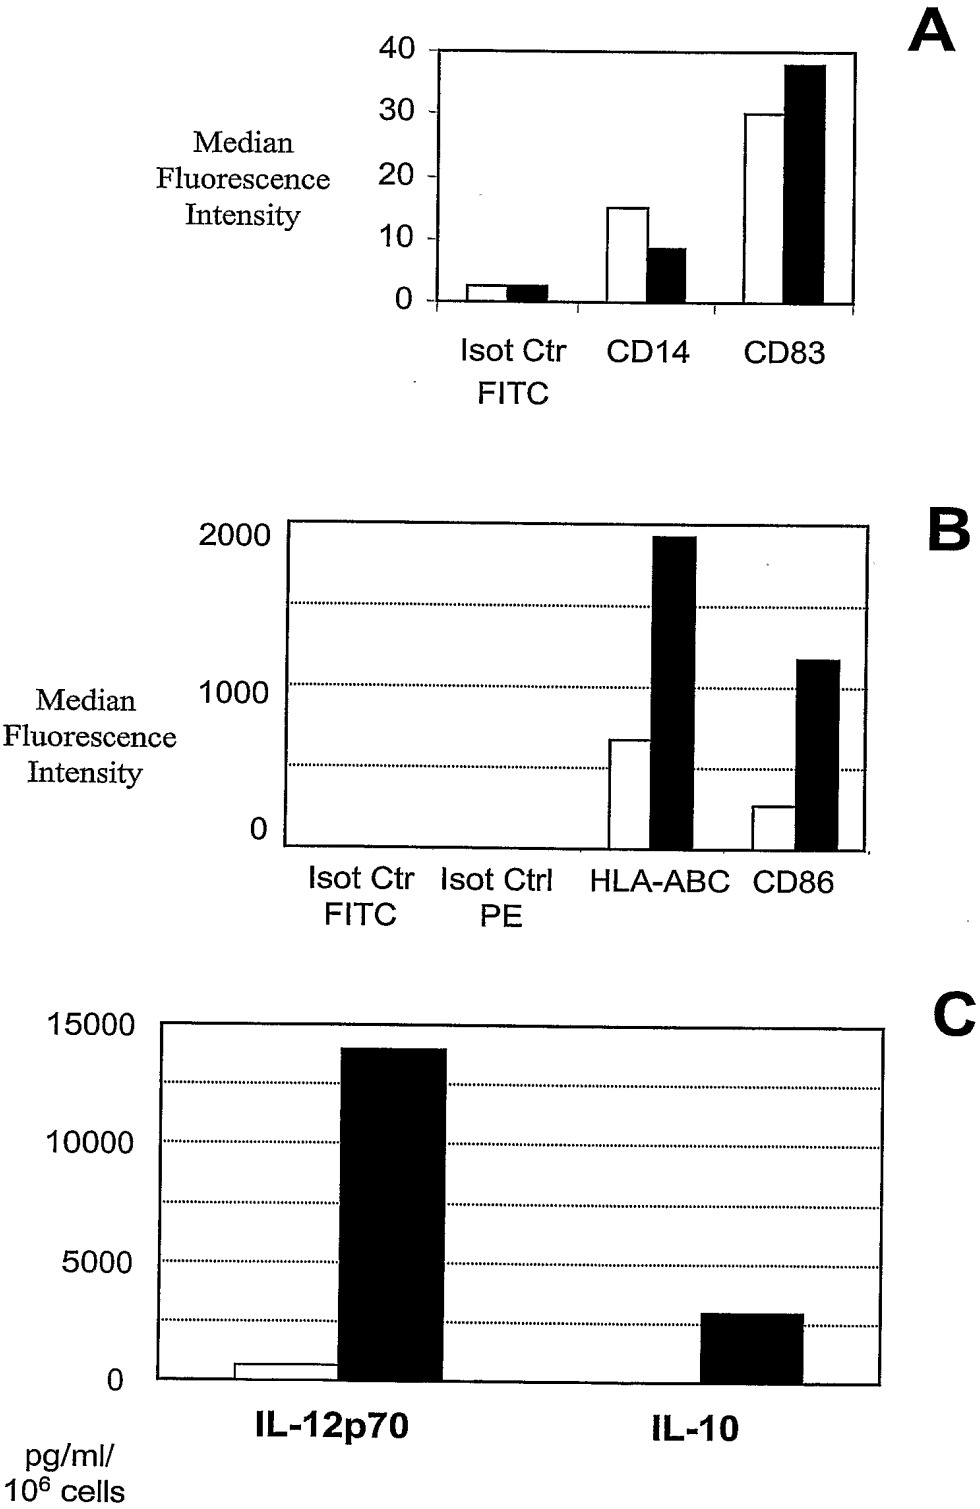 A
40
30
20
10
0
Median
Fluorescence
Intensity
Isot Ctr CD14 CD83
FITC
B
2000
1000
0
Median
Fluorescence
Intensity
Isot Ctr Isot Ctrl HLA-ABC CD86
FITC PE
C
15000
10000
5000
0
IL-12p70 IL-10
pg/ml/
10⁶ cells